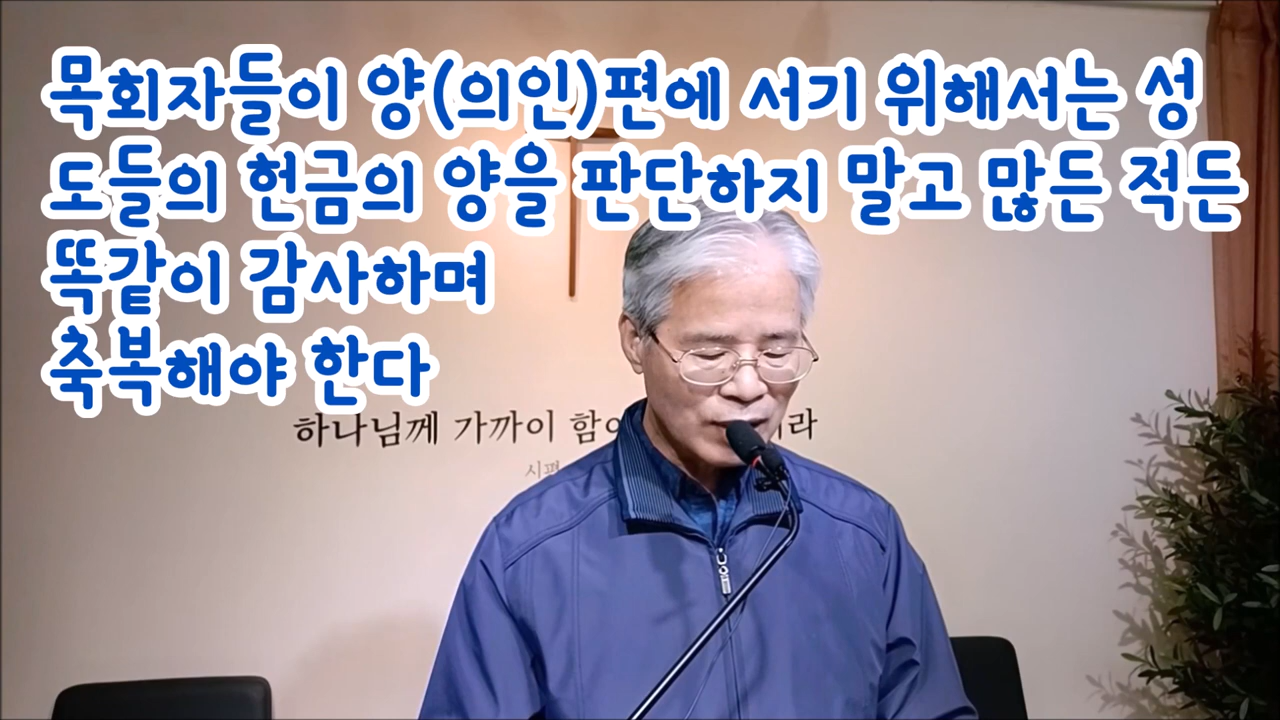 목회자들이 양(의인)편에 서기 위해서는 성
도들의 헌금의 양을 판단하지 말고 많든 적든
똑같이 감사하며
축복해야 한다
하나님께 가까이 함이 라
시편